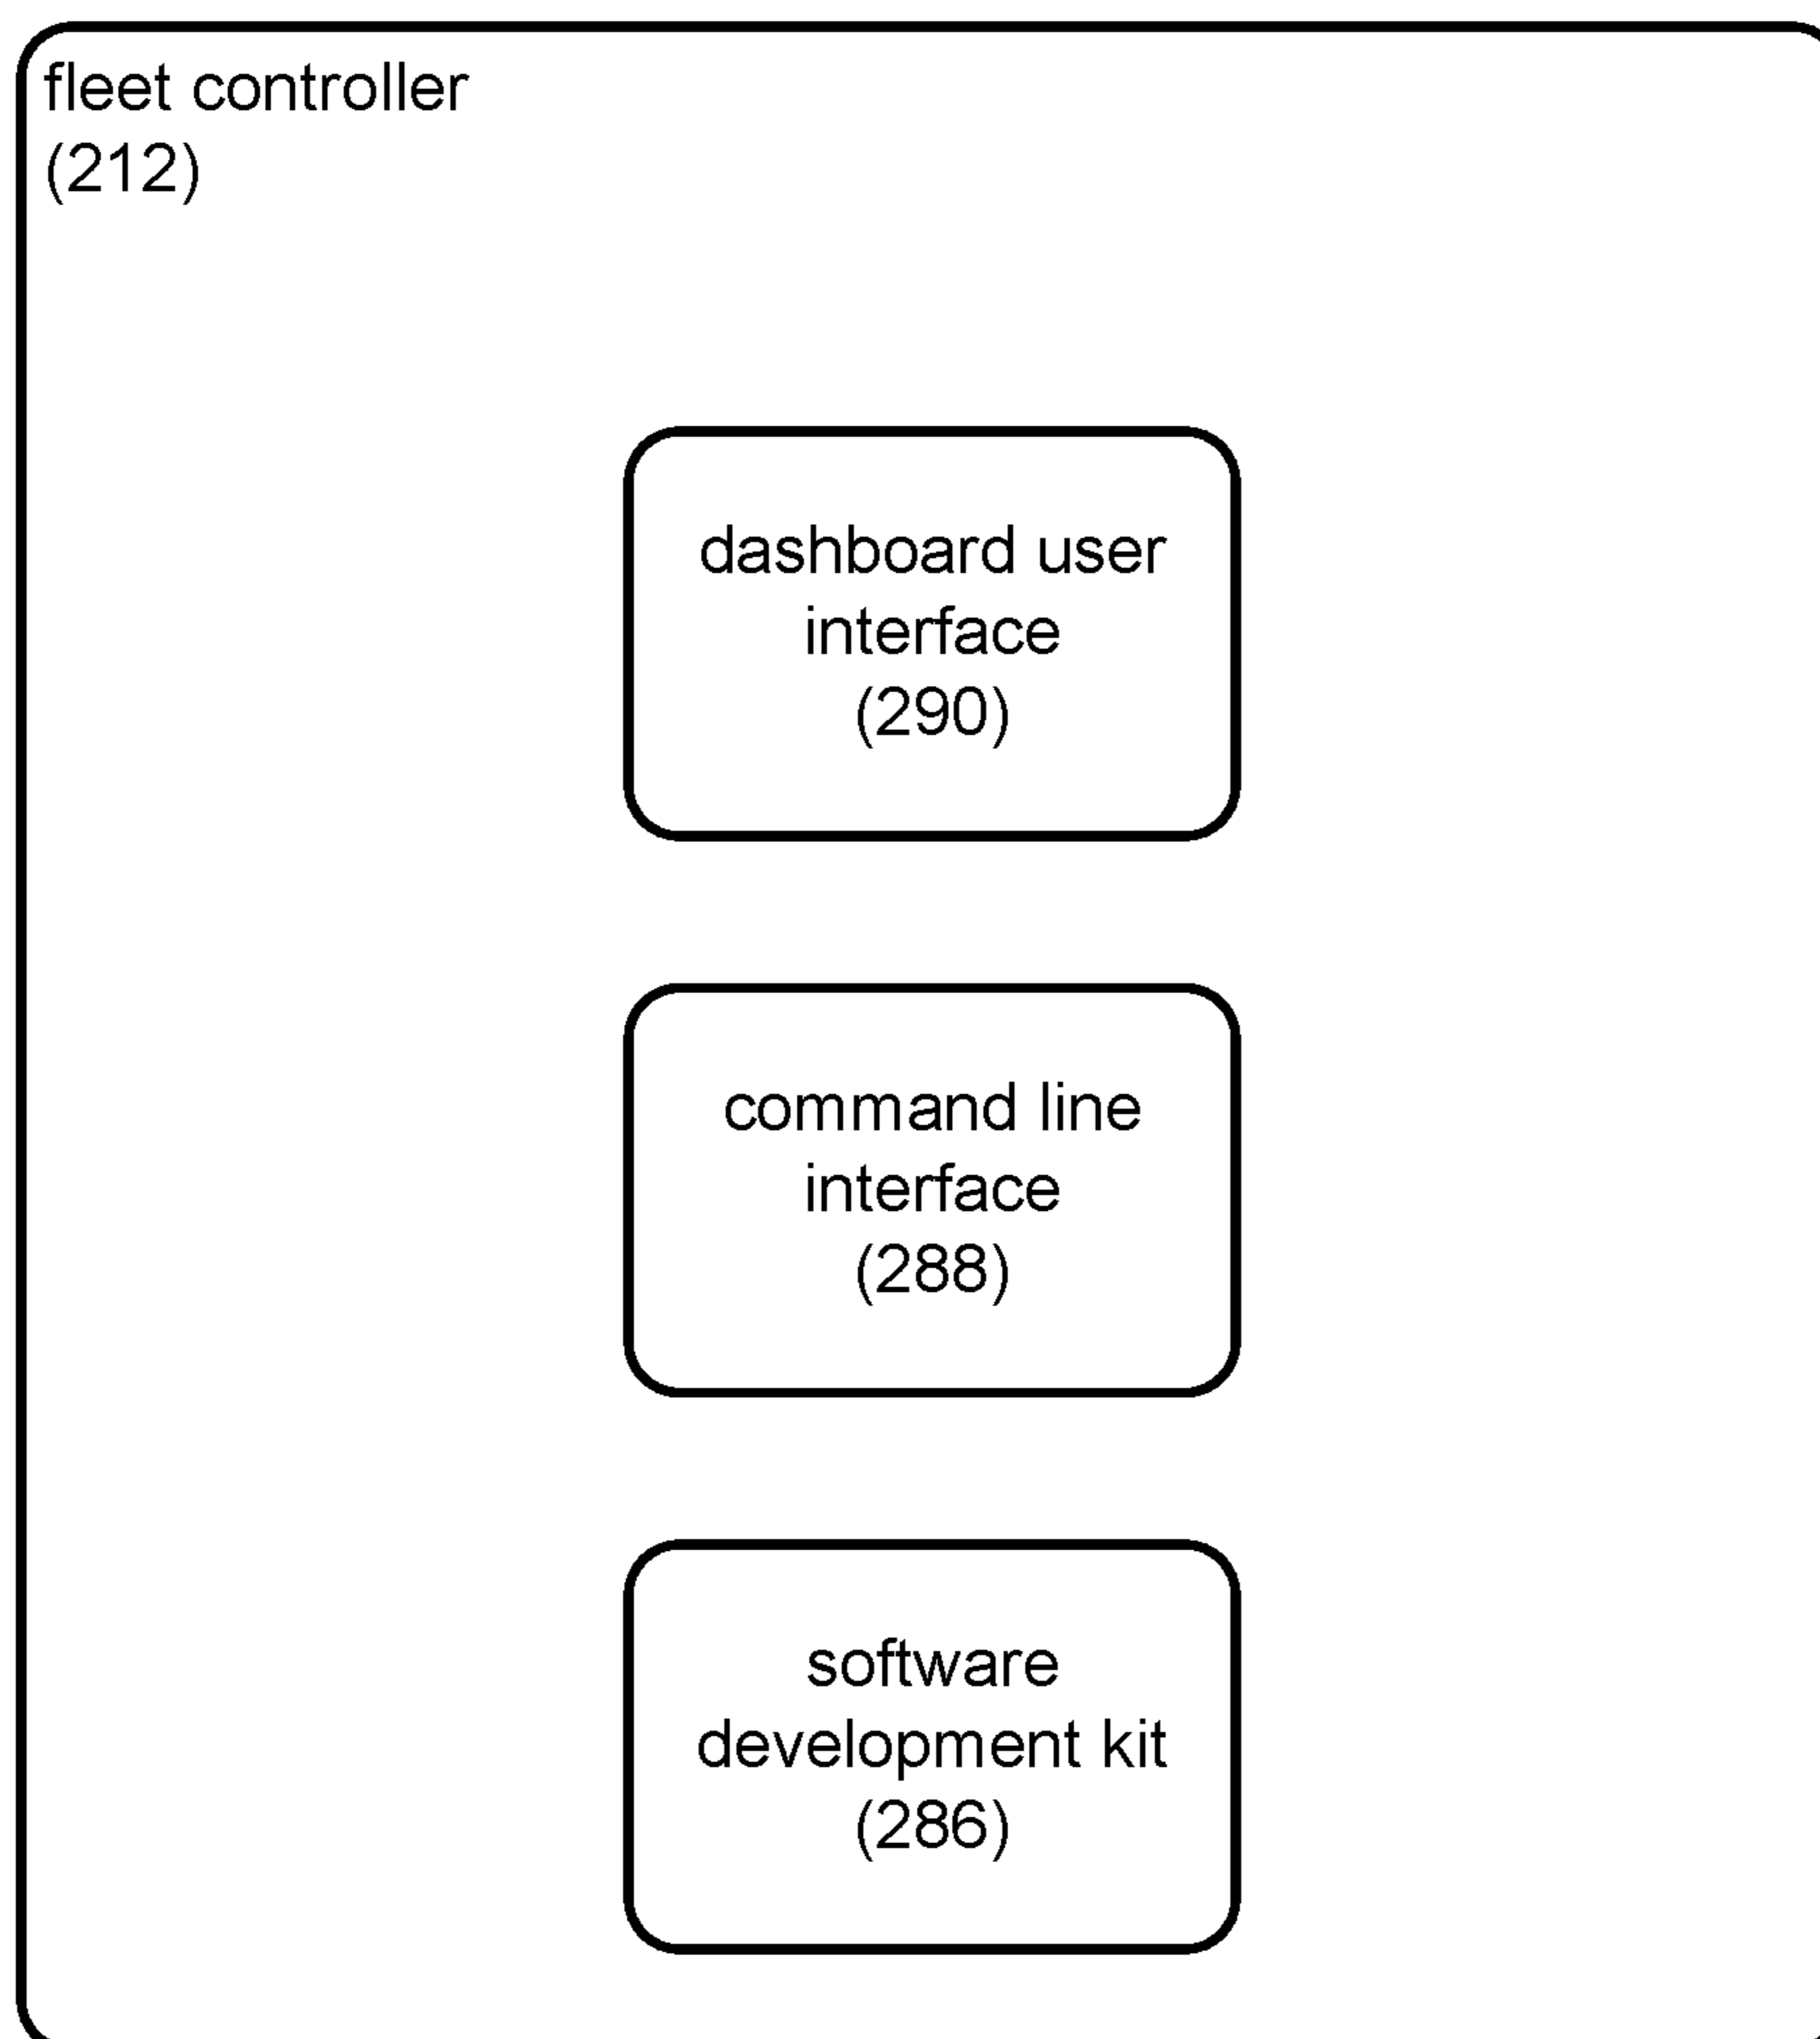 fleet controller
(212)
dashboard user
interface
(290)
command line
interface
(288)
software
development kit
(286)